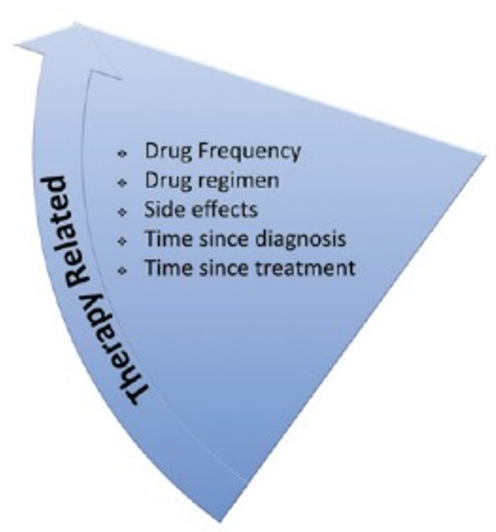 Drug Frequency
Drug regimen
Side effects
Time since diagnosis
Time since treatment
Therapy Related